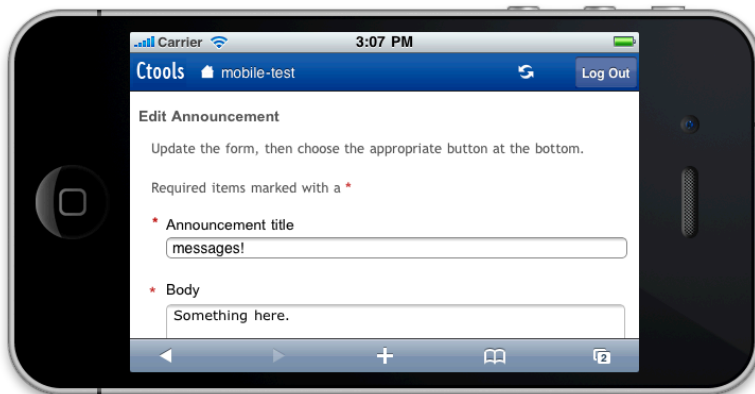 Carrier 3:07 PM
Ctools mobile-test Log Out
Edit Announcement
Update the form, then choose the appropriate button at the bottom.
Required items marked with a *
* Announcement title
messages!
* Body
Something here.
2